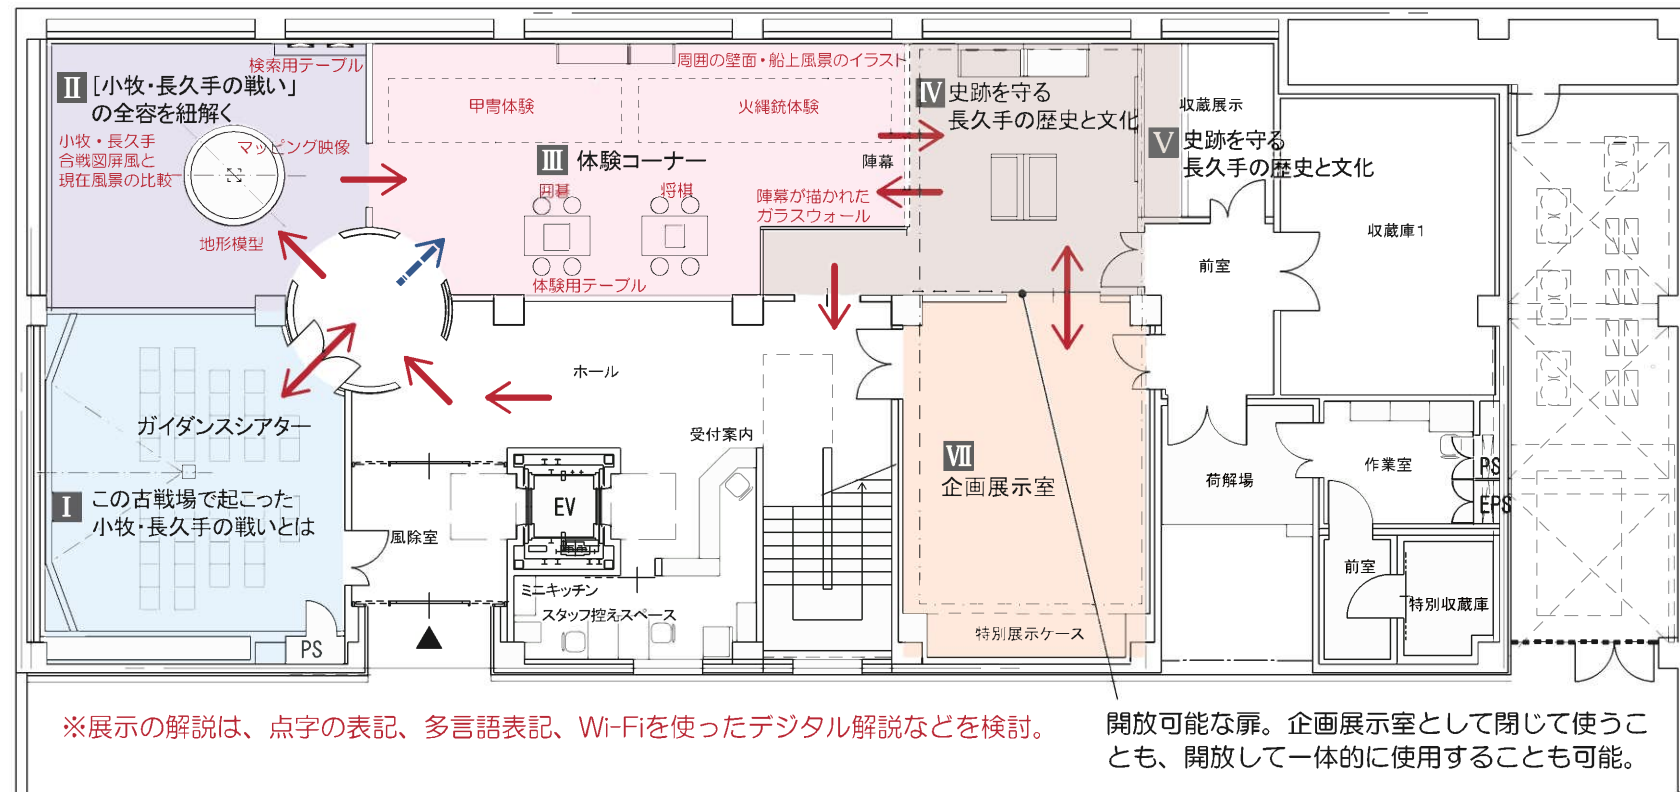 検索用テーブル
Ⅱ [小牧・長久手の戦い」
の全容を紐解く
小牧・長久手
合戦図屏風と
現在風景の比較
マッピング映像
地形模型
周囲の壁面・船上風景のイラスト
甲冑体験
火縄銃体験
Ⅲ 体験コーナー
囲碁
将棋
体験用テーブル
陣幕
陣幕が描かれた
ガラスウォール
Ⅳ 史跡を守る
長久手の歴史と文化
収蔵展示
Ⅴ 史跡を守る
長久手の歴史と文化
前室
収蔵庫1
ホール
受付案内
ガイダンスシアター
Ⅰ この古戦場で起こった
小牧・長久手の戦いとは
PS
風除室
EV
ミニキッチン
スタッフ控えスペース
Ⅶ
企画展示室
特別展示ケース
荷解場
作業室
PS
EPS
前室
特別収蔵庫
※展示の解説は、点字の表記、多言語表記、Wi-Fiを使ったデジタル解説などを検討。
開放可能な扉。企画展示室として閉じて使うこ
とも、開放して一体的に使用することも可能。